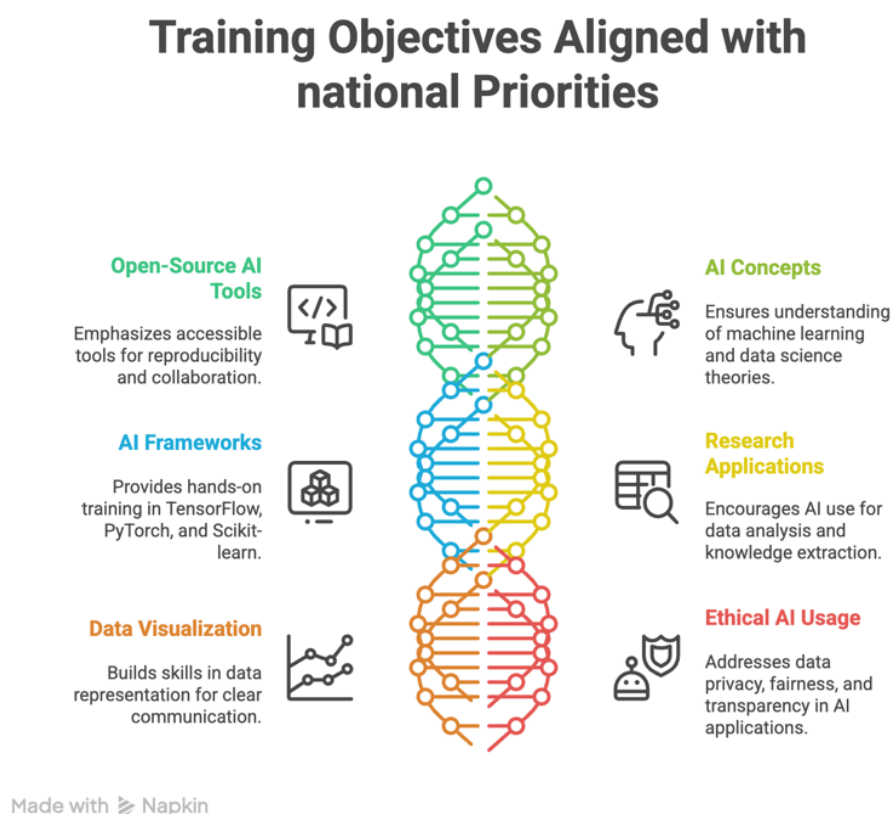 Training Objectives Aligned with
national Priorities
Open-Source AI
Tools
Emphasizes accessible
tools for reproducibility
and collaboration.
AI Concepts
Ensures understanding
of machine learning
and data science
theories.
AI Frameworks
Provides hands-on
training in TensorFlow,
PyTorch, and Scikit-
learn.
Research
Applications
Encourages AI use for
data analysis and
knowledge extraction.
Data Visualization
Builds skills in data
representation for clear
communication.
Ethical AI Usage
Addresses data
privacy, fairness, and
transparency in AI
applications.
Made with Napkin